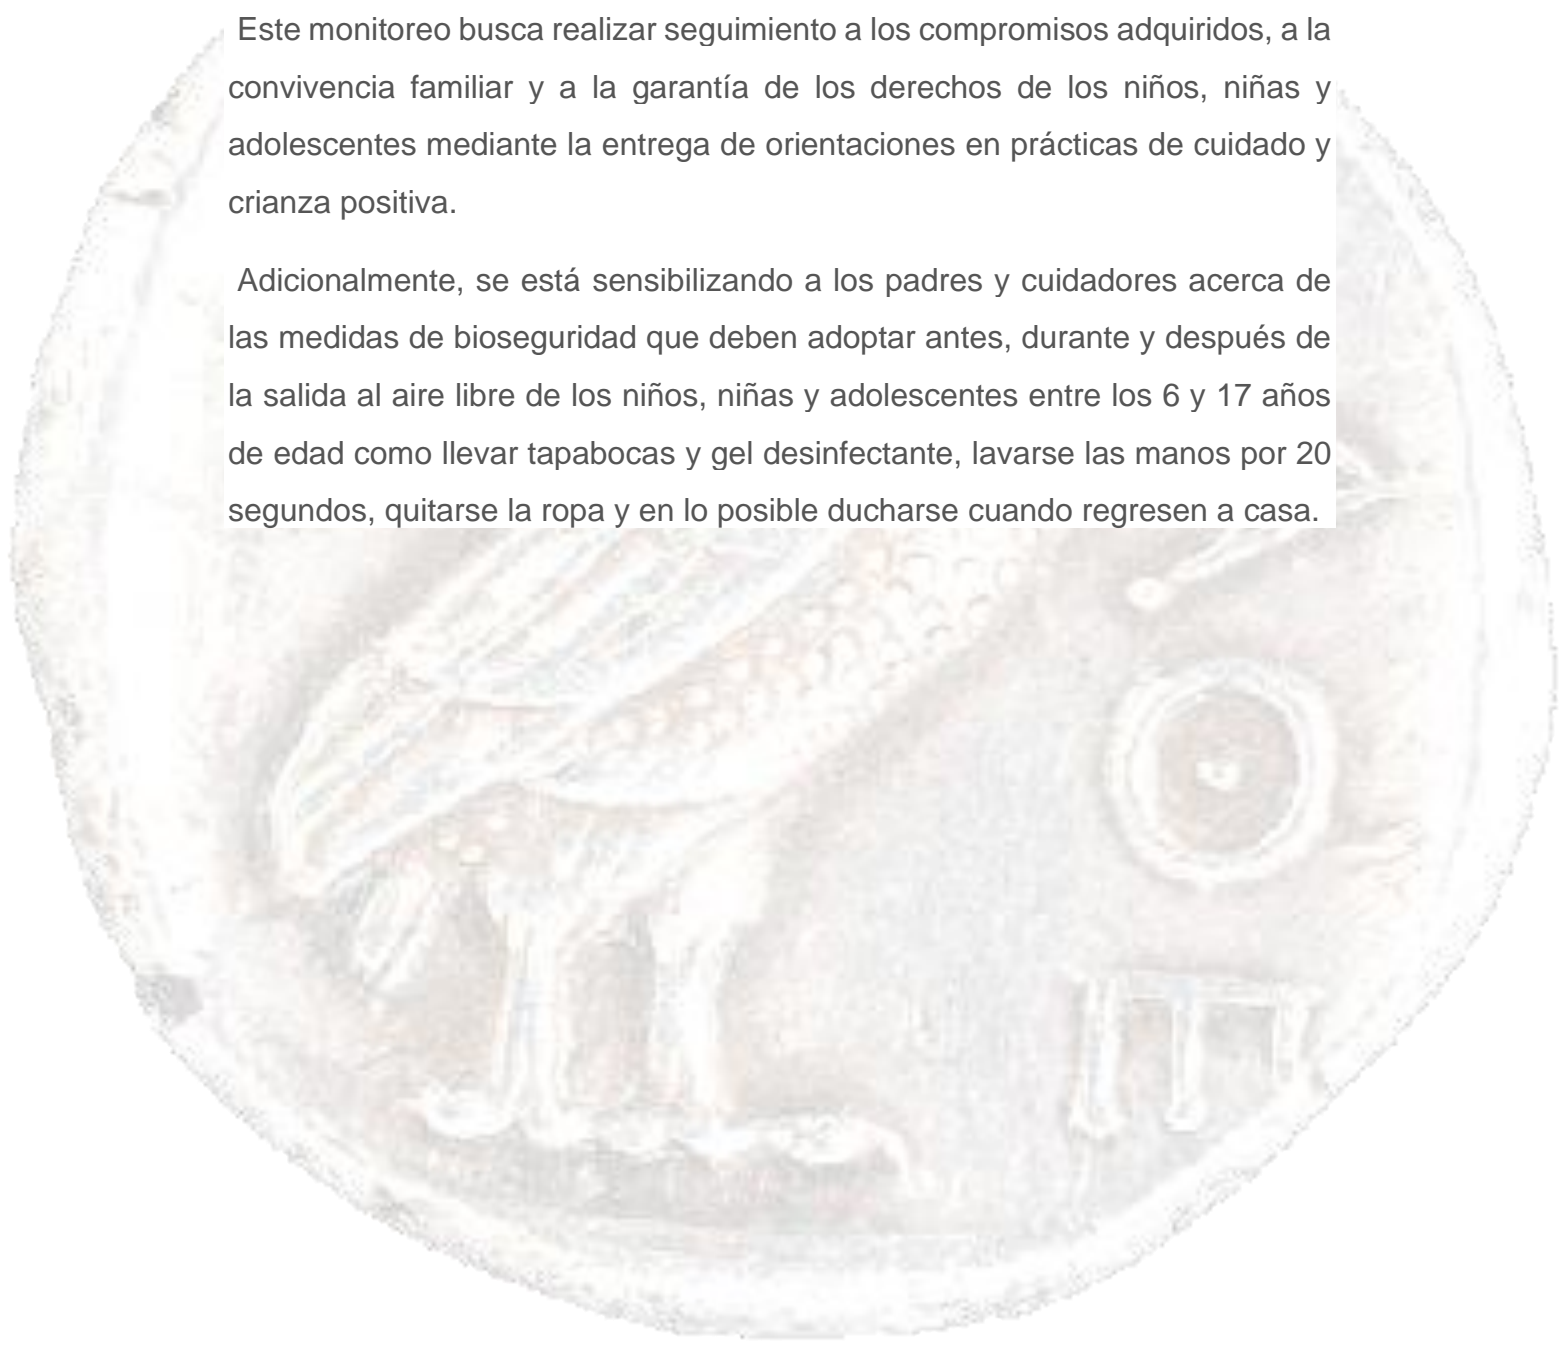 Este monitoreo busca realizar seguimiento a los compromisos adquiridos, a la
convivencia familiar y a la garantía de los derechos de los niños, niñas y
adolescentes mediante la entrega de orientaciones en prácticas de cuidado y
crianza positiva.
Adicionalmente, se está sensibilizando a los padres y cuidadores acerca de
las medidas de bioseguridad que deben adoptar antes, durante y después de
la salida al aire libre de los niños, niñas y adolescentes entre los 6 y 17 años
de edad como llevar tapabocas y gel desinfectante, lavarse las manos por 20
segundos, quitarse la ropa y en lo posible ducharse cuando regresen a casa.